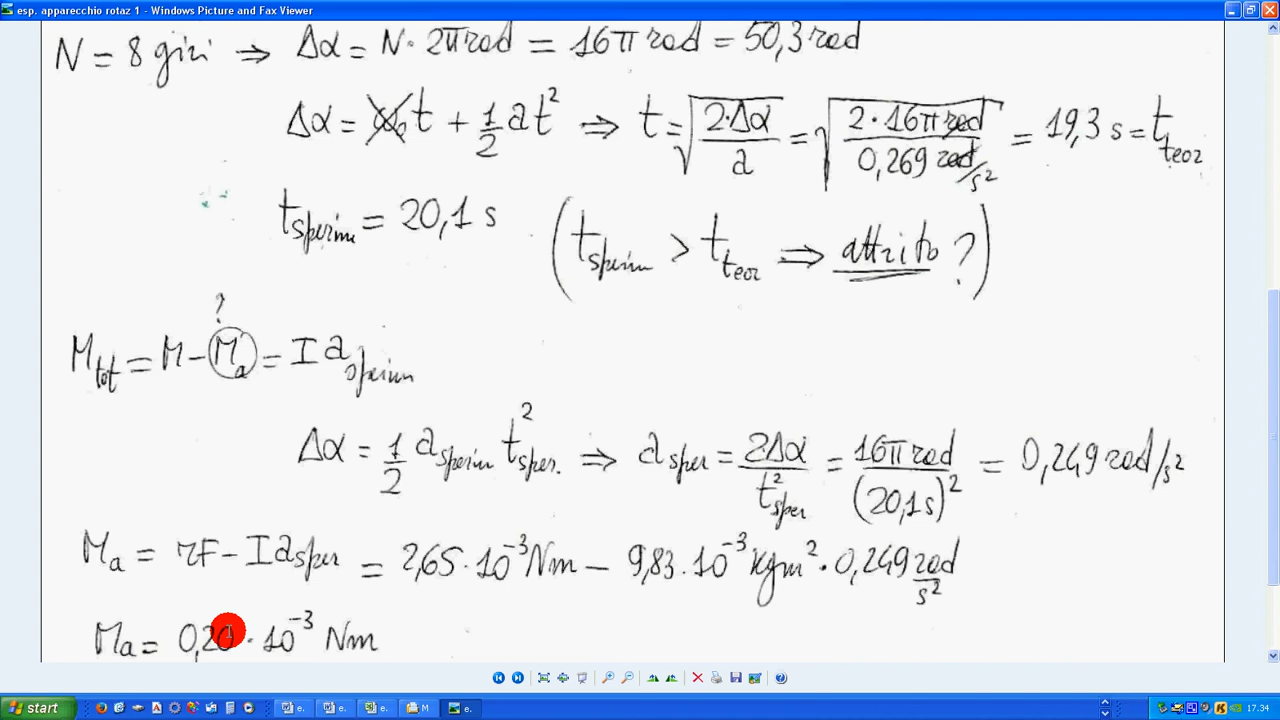 esp. apparecchio rotaz 1 - Windows Picture and Fax Viewer
N = 8 giri ⇒ Δα = N · 2π rad = 16π rad = 50,3 rad
Δα = ω₀t + 1/2 at² ⇒ t = √(2·Δα / a) = √(2 · 16π rad / 0,269 rad/s²) = 19,3 s = t_teor
t_sperim = 20,1 s (t_sperim > t_teor ⇒ attrito ?)
?
M_tot = M - M_a = I a_sperim
Δα = 1/2 a_sperim t²_sper. ⇒ a_sper = 2Δα / t²_sper = 16π rad / (20,1 s)² = 0,249 rad/s²
M_a = rF - I a_sper = 2,65 · 10⁻³ Nm - 9,83 · 10⁻³ kgm² · 0,249 rad/s²
M_a = 0,20 · 10⁻³ Nm
start e. e. e. M e. 17.34